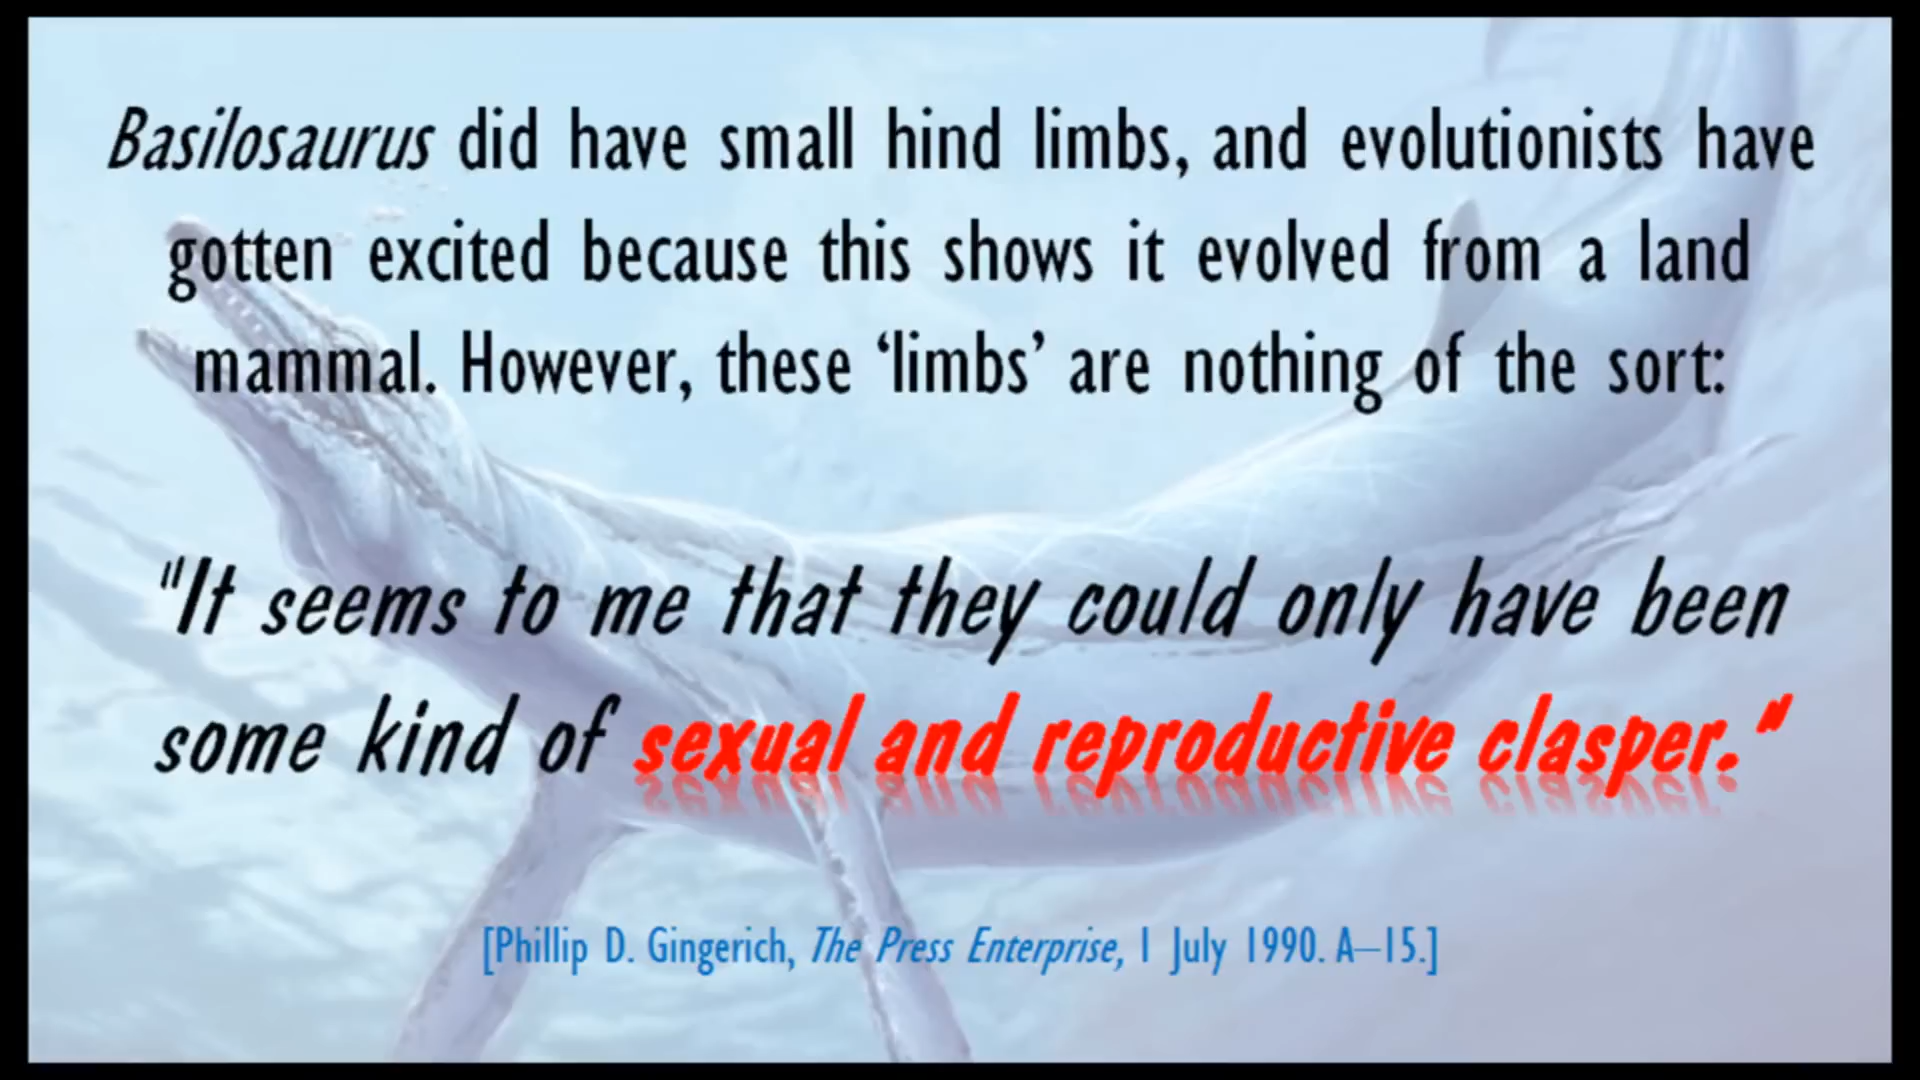 Basilosaurus did have small hind limbs, and evolutionists have
gotten excited because this shows it evolved from a land
mammal. However, these ‘limbs’ are nothing of the sort:
"It seems to me that they could only have been
some kind of sexual and reproductive clasper."
[Phillip D. Gingerich, The Press Enterprise, 1 July 1990. A–15.]